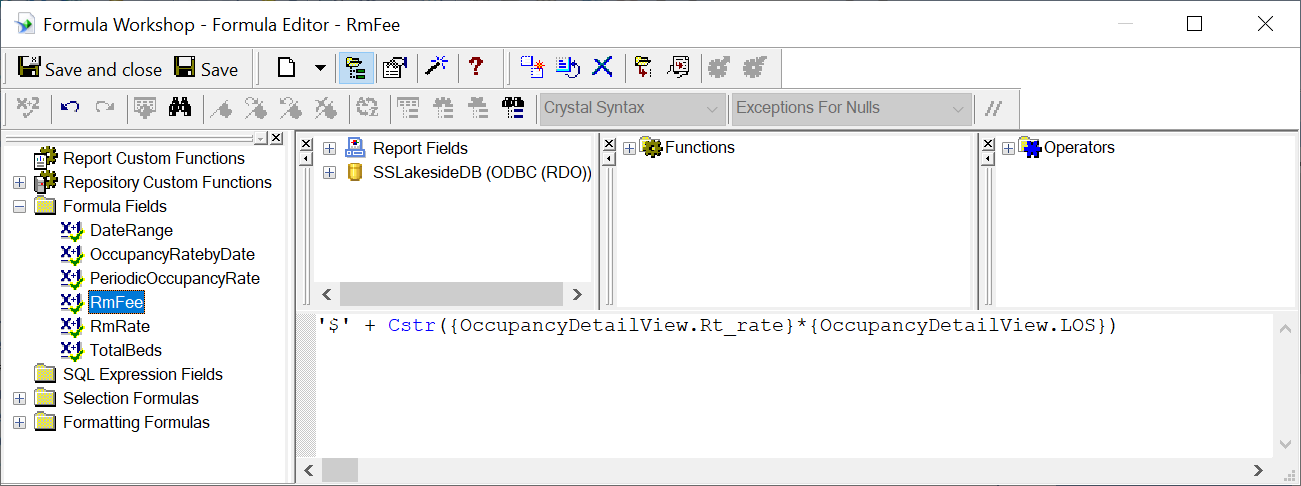 Formula Workshop - Formula Editor - RmFee
Save and close Save
Crystal Syntax Exceptions For Nulls //
Report Custom Functions
Repository Custom Functions
Formula Fields
DateRange
OccupancyRatebyDate
PeriodicOccupancyRate
RmFee
RmRate
TotalBeds
SQL Expression Fields
Selection Formulas
Formatting Formulas
Report Fields
SSLakesideDB (ODBC (RDO))
Functions
Operators
'$' + Cstr({OccupancyDetailView.Rt_rate}*{OccupancyDetailView.LOS})